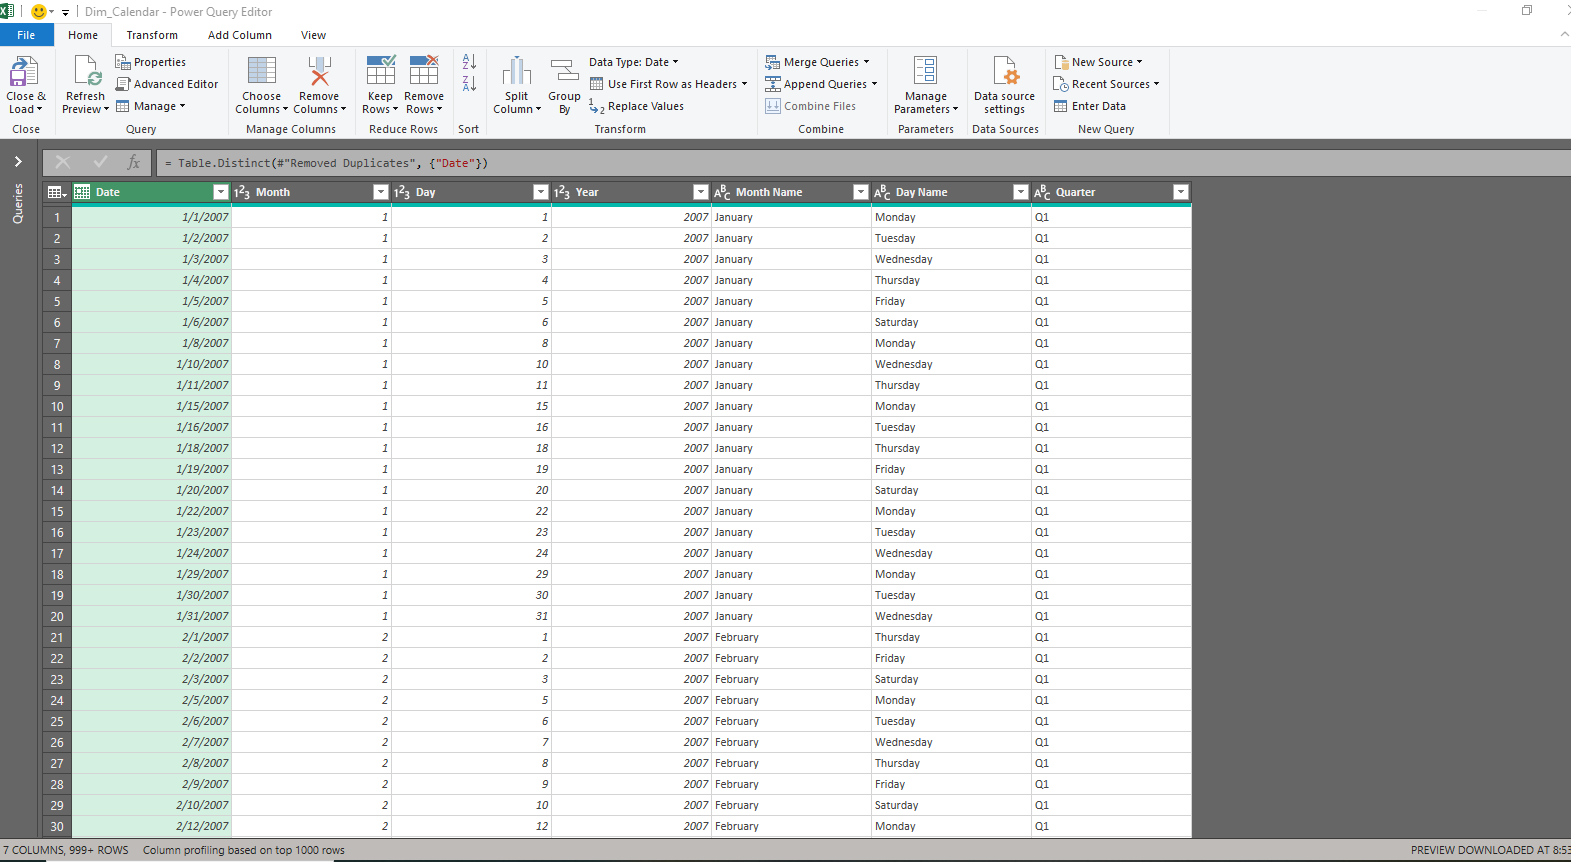 Dim_Calendar - Power Query Editor
File Home Transform Add Column View
Close & Load
Close
Refresh Preview
Properties
Advanced Editor
Manage
Query
Choose Columns
Remove Columns
Manage Columns
Keep Rows
Remove Rows
Reduce Rows
Sort
Split Column
Group By
Data Type: Date
Use First Row as Headers
Replace Values
Transform
Merge Queries
Append Queries
Combine Files
Combine
Manage Parameters
Parameters
Data source settings
Data Sources
New Source
Recent Sources
Enter Data
New Query
Queries
fx = Table.Distinct(#"Removed Duplicates", {"Date"})
Date 123 Month 123 Day 123 Year ABC Month Name ABC Day Name ABC Quarter
1 1/1/2007 1 1 2007 January Monday Q1
2 1/2/2007 1 2 2007 January Tuesday Q1
3 1/3/2007 1 3 2007 January Wednesday Q1
4 1/4/2007 1 4 2007 January Thursday Q1
5 1/5/2007 1 5 2007 January Friday Q1
6 1/6/2007 1 6 2007 January Saturday Q1
7 1/8/2007 1 8 2007 January Monday Q1
8 1/10/2007 1 10 2007 January Wednesday Q1
9 1/11/2007 1 11 2007 January Thursday Q1
10 1/15/2007 1 15 2007 January Monday Q1
11 1/16/2007 1 16 2007 January Tuesday Q1
12 1/18/2007 1 18 2007 January Thursday Q1
13 1/19/2007 1 19 2007 January Friday Q1
14 1/20/2007 1 20 2007 January Saturday Q1
15 1/22/2007 1 22 2007 January Monday Q1
16 1/23/2007 1 23 2007 January Tuesday Q1
17 1/24/2007 1 24 2007 January Wednesday Q1
18 1/29/2007 1 29 2007 January Monday Q1
19 1/30/2007 1 30 2007 January Tuesday Q1
20 1/31/2007 1 31 2007 January Wednesday Q1
21 2/1/2007 2 1 2007 February Thursday Q1
22 2/2/2007 2 2 2007 February Friday Q1
23 2/3/2007 2 3 2007 February Saturday Q1
24 2/5/2007 2 5 2007 February Monday Q1
25 2/6/2007 2 6 2007 February Tuesday Q1
26 2/7/2007 2 7 2007 February Wednesday Q1
27 2/8/2007 2 8 2007 February Thursday Q1
28 2/9/2007 2 9 2007 February Friday Q1
29 2/10/2007 2 10 2007 February Saturday Q1
30 2/12/2007 2 12 2007 February Monday Q1
7 COLUMNS, 999+ ROWS Column profiling based on top 1000 rows PREVIEW DOWNLOADED AT 8:53